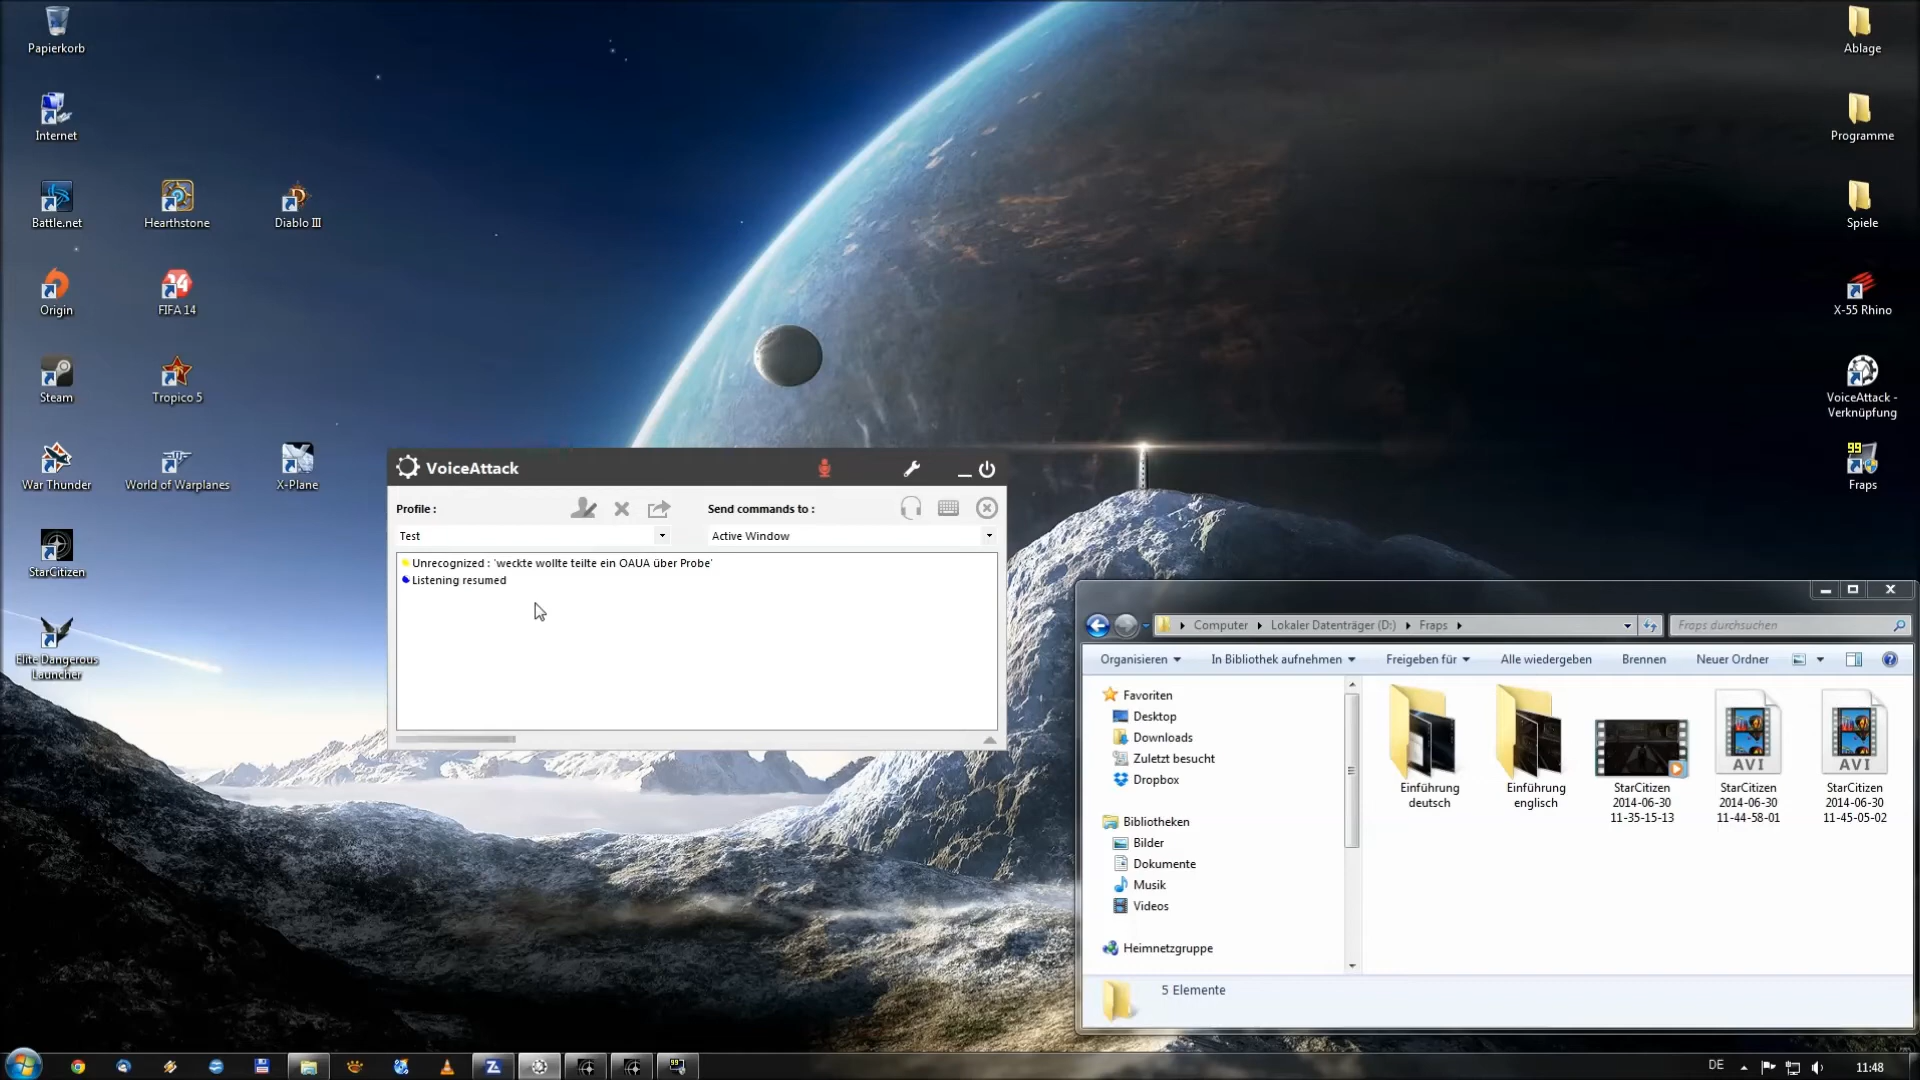 Papierkorb
Internet
Battle.net
Hearthstone
Diablo III
Origin
14
FIFA 14
Steam
Tropico 5
War Thunder
World of Warplanes
X-Plane
StarCitizen
Elite Dangerous
Launcher
Ablage
Programme
Spiele
X-55 Rhino
VoiceAttack -
Verknüpfung
99
Fraps
VoiceAttack
Profile :
Send commands to :
Test
Active Window
Unrecognized : 'weckte wollte teilte ein OAUA über Probe'
Listening resumed
Computer
Lokaler Datenträger (D:)
Fraps
Fraps durchsuchen
Organisieren
In Bibliothek aufnehmen
Freigeben für
Alle wiedergeben
Brennen
Neuer Ordner
Favoriten
Desktop
Downloads
Zuletzt besucht
Dropbox
Bibliotheken
Bilder
Dokumente
Musik
Videos
Heimnetzgruppe
Einführung
deutsch
Einführung
englisch
StarCitizen
2014-06-30
11-35-15-13
AVI
StarCitizen
2014-06-30
11-44-58-01
AVI
StarCitizen
2014-06-30
11-45-05-02
5 Elemente
99
DE
11:48